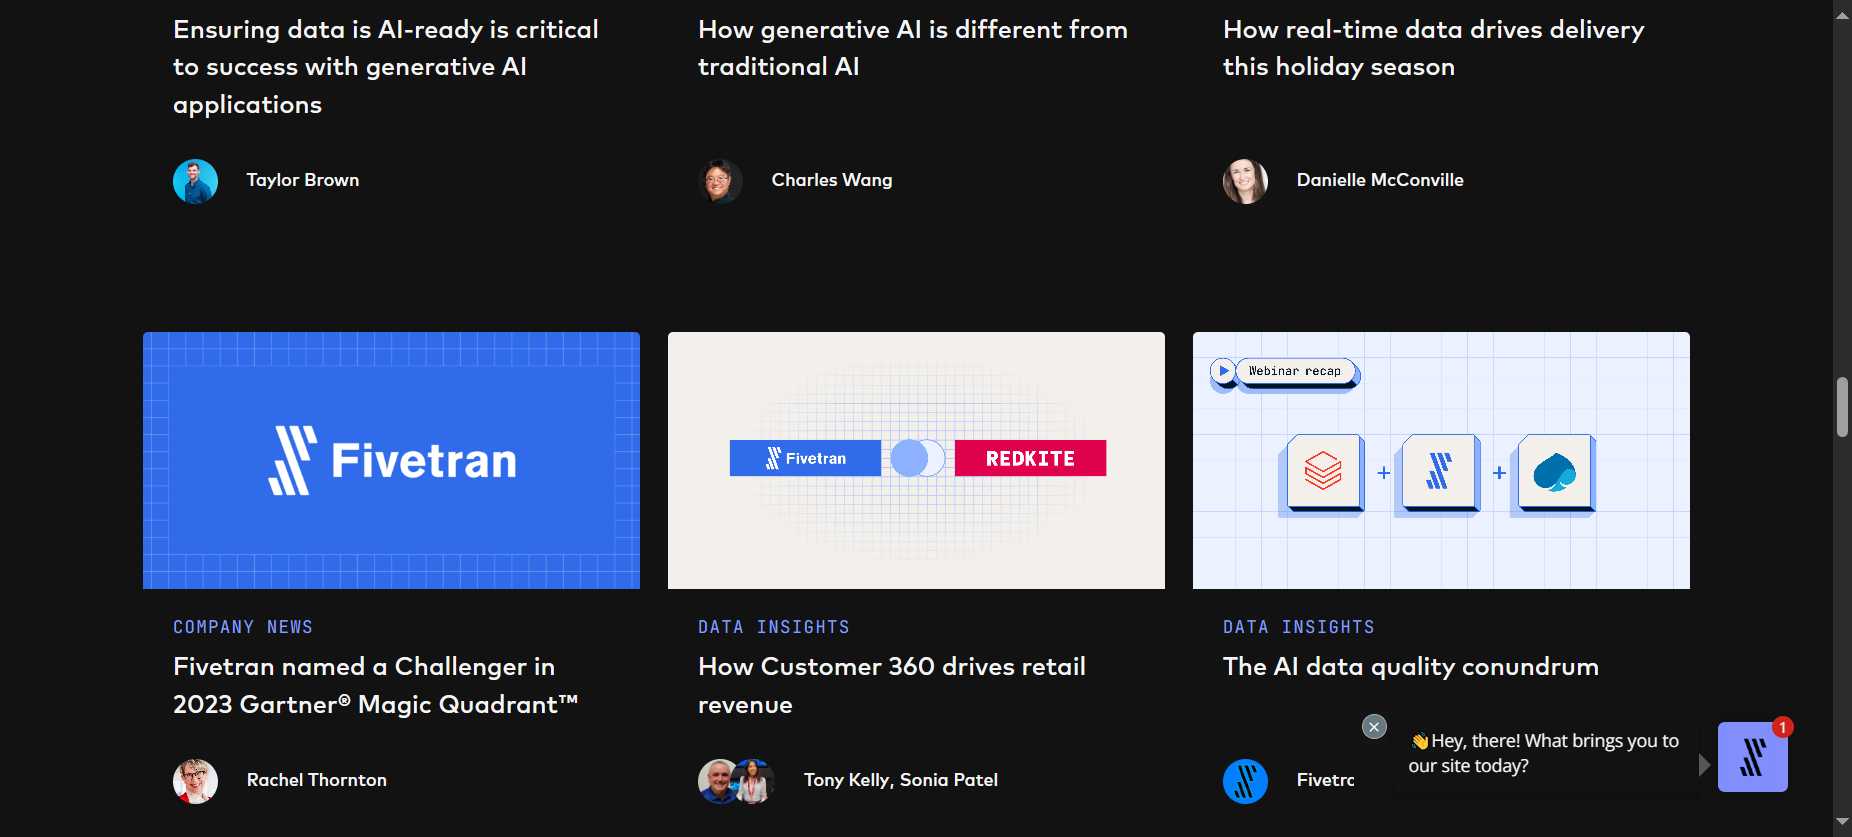 Ensuring data is AI-ready is critical
to success with generative AI
applications
Taylor Brown
How generative AI is different from
traditional AI
Charles Wang
How real-time data drives delivery
this holiday season
Danielle McConville
Fivetran
COMPANY NEWS
Fivetran named a Challenger in
2023 Gartner® Magic Quadrant™
Rachel Thornton
Fivetran
REDKITE
DATA INSIGHTS
How Customer 360 drives retail
revenue
Tony Kelly, Sonia Patel
Webinar recap
+
+
DATA INSIGHTS
The AI data quality conundrum
Fivetra
👋Hey, there! What brings you to
our site today?
1